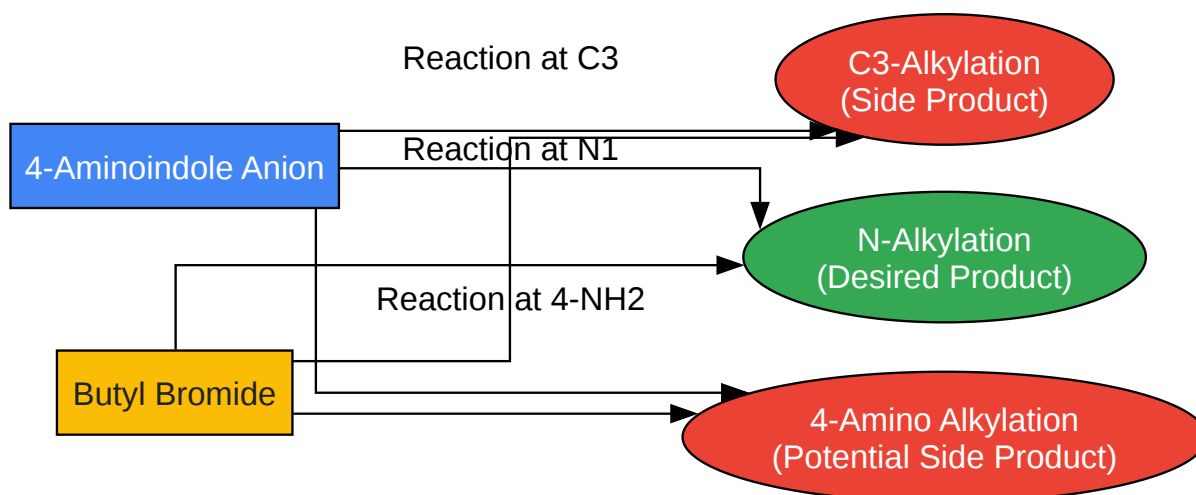 Reaction at C3
C3-Alkylation
(Side Product)
4-Aminoindole Anion
Reaction at N1
N-Alkylation
(Desired Product)
Reaction at 4-NH2
Butyl Bromide
4-Amino Alkylation
(Potential Side Product)